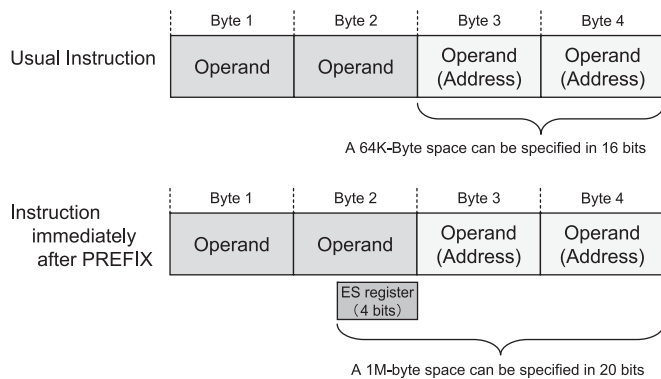 Byte 1 Byte 2 Byte 3 Byte 4
Usual Instruction
Operand Operand Operand (Address) Operand (Address)
A 64K-Byte space can be specified in 16 bits
Byte 1 Byte 2 Byte 3 Byte 4
Instruction
immediately
after PREFIX
Operand Operand Operand (Address) Operand (Address)
ES register
(4 bits)
A 1M-byte space can be specified in 20 bits